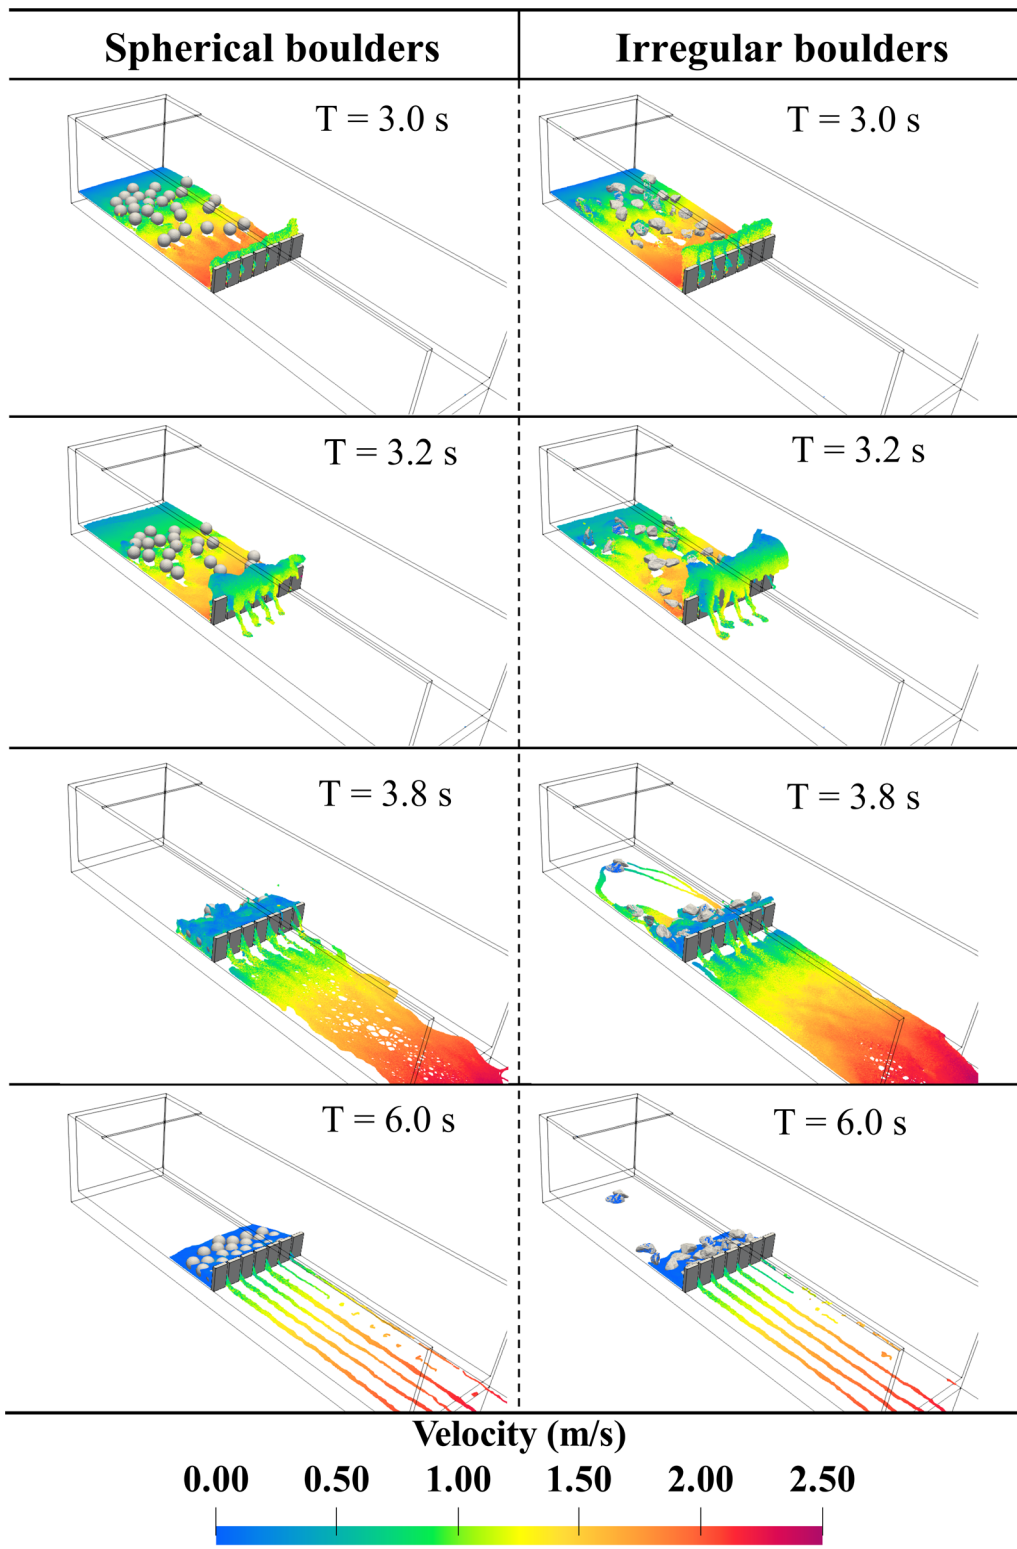 Spherical boulders
Irregular boulders
T = 3.0 s
T = 3.0 s
T = 3.2 s
T = 3.2 s
T = 3.8 s
T = 3.8 s
T = 6.0 s
T = 6.0 s
Velocity (m/s)
0.00 0.50 1.00 1.50 2.00 2.50